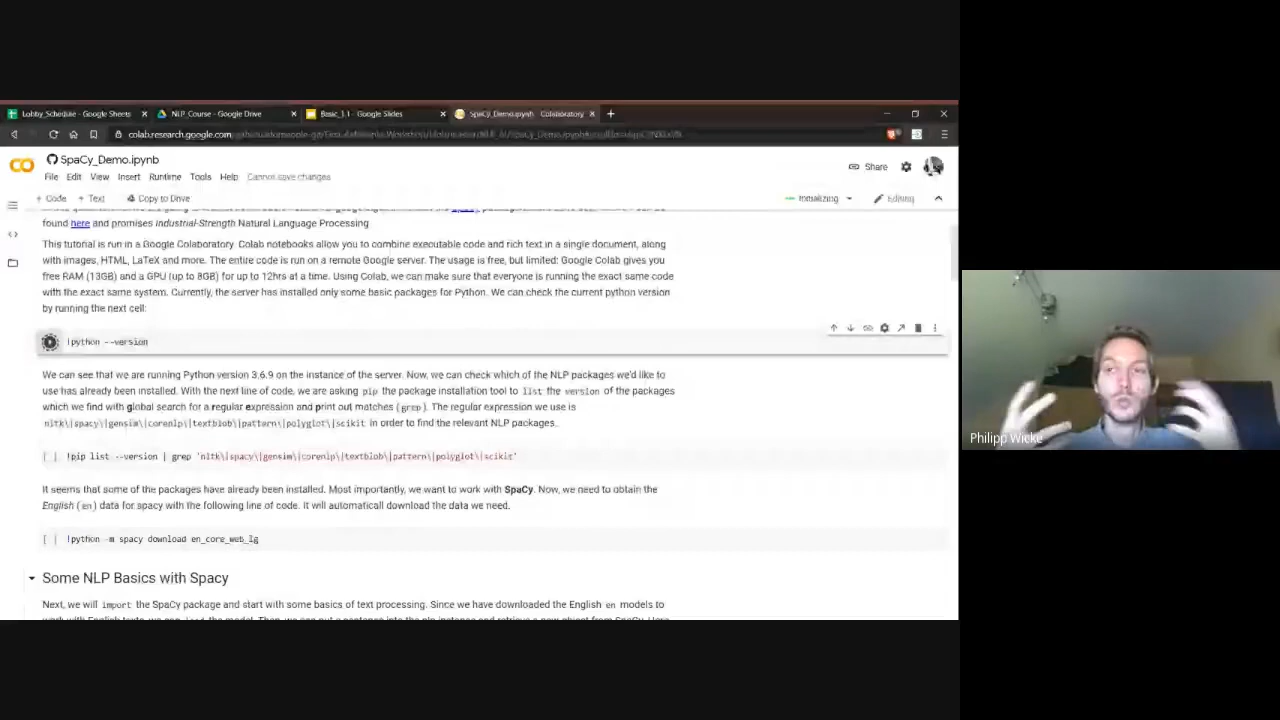 Lobby_Schedule - Google Sheets
NLP_Course - Google Drive
Basic_1.1 - Google Slides
SpaCy_Demo.ipynb - Colaboratory
colab.research.google.com
SpaCy_Demo.ipynb
Share
File Edit View Insert Runtime Tools Help Cannot save changes
+ Code + Text Copy to Drive
Initializing
Editing
found here and promises Industrial-Strength Natural Language Processing
This tutorial is run in a Google Colaboratory. Colab notebooks allow you to combine executable code and rich text in a single document, along
with images, HTML, LaTeX and more. The entire code is run on a remote Google server. The usage is free, but limited: Google Colab gives you
free RAM (13GB) and a GPU (up to 8GB) for up to 12hrs at a time. Using Colab, we can make sure that everyone is running the exact same code
with the exact same system. Currently, the server has installed only some basic packages for Python. We can check the current python version
by running the next cell:
!python --version
We can see that we are running Python version 3.6.9 on the instance of the server. Now, we can check which of the NLP packages we'd like to
use has already been installed. With the next line of code, we are asking pip the package installation tool to list the version of the packages
which we find with global search for a regular expression and print out matches (grep). The regular expression we use is
nltk\|spacy\|gensim\|corenlp\|textblob\|pattern\|polyglot\|scikit in order to find the relevant NLP packages.
[ ] !pip list --version | grep 'nltk\|spacy\|gensim\|corenlp\|textblob\|pattern\|polyglot\|scikit'
It seems that some of the packages have already been installed. Most importantly, we want to work with SpaCy. Now, we need to obtain the
English (en) data for spacy with the following line of code. It will automaticall download the data we need.
[ ] !python -m spacy download en_core_web_lg
Some NLP Basics with Spacy
Next, we will import the SpaCy package and start with some basics of text processing. Since we have downloaded the English en models to
Philipp Wicke